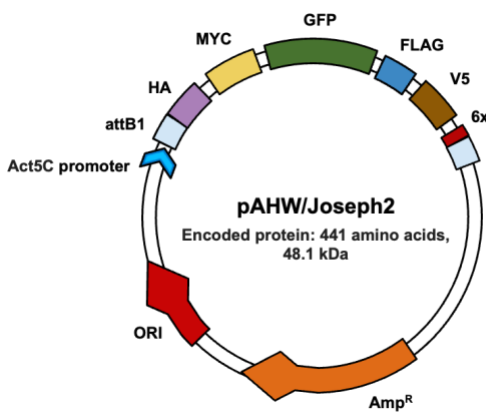 GFP
MYC
FLAG
HA
V5
attB1
6x
Act5C promoter
pAHW/Joseph2
Encoded protein: 441 amino acids,
48.1 kDa
ORI
Ampᴿ